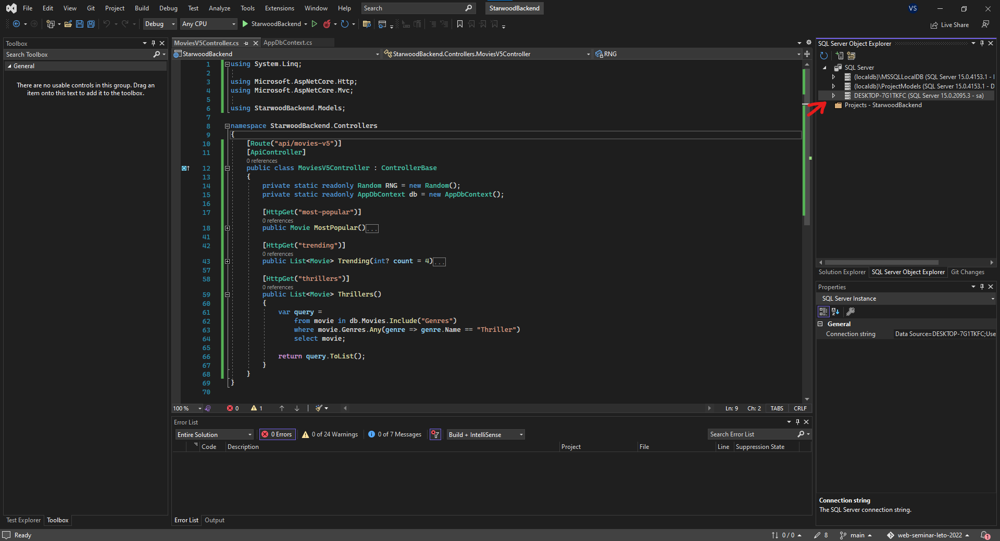 File Edit View Git Project Build Debug Test Analyze Tools Extensions Window Help Search StarwoodBackend VS
Debug Any CPU StarwoodBackend Live Share
Toolbox
Search Toolbox
General
There are no usable controls in this group. Drag an
item onto this text to add it to the toolbox.
Test Explorer Toolbox
MoviesV5Controller.cs AppDbContext.cs
StarwoodBackend StarwoodBackend.Controllers.MoviesV5Controller RNG
1 using System.Linq;
2
3 using Microsoft.AspNetCore.Http;
4 using Microsoft.AspNetCore.Mvc;
5
6 using StarwoodBackend.Models;
7
8 namespace StarwoodBackend.Controllers
9 {
10 [Route("api/movies-v5")]
11 [ApiController]
0 references
12 public class MoviesV5Controller : ControllerBase
13 {
14 private static readonly Random RNG = new Random();
15 private static readonly AppDbContext db = new AppDbContext();
16
17 [HttpGet("most-popular")]
0 references
18 public Movie MostPopular()...
41
42 [HttpGet("trending")]
0 references
43 public List<Movie> Trending(int? count = 4)...
57
58 [HttpGet("thrillers")]
0 references
59 public List<Movie> Thrillers()
60 {
61 var query =
62 from movie in db.Movies.Include("Genres")
63 where movie.Genres.Any(genre => genre.Name == "Thriller")
64 select movie;
65
66 return query.ToList();
67 }
68 }
69 }
70
100 % 0 1 Ln: 9 Ch: 2 TABS CRLF
Error List
Entire Solution 0 Errors 0 of 24 Warnings 0 of 7 Messages Build + IntelliSense Search Error List
Code Description Project File Line Suppression State
Error List Output
SQL Server Object Explorer
SQL Server
(localdb)\MSSQLLocalDB (SQL Server 15.0.4153.1 -
(localdb)\ProjectModels (SQL Server 15.0.4153.1 - D
DESKTOP-7G1TKFC (SQL Server 15.0.2095.3 - sa)
Projects - StarwoodBackend
Solution Explorer SQL Server Object Explorer Git Changes
Properties
SQL Server Instance
General
Connection string Data Source=DESKTOP-7G1TKFC;Use
Connection string
The SQL Server connection string.
Ready 0 / 0 8 main web-seminar-leto-2022 1